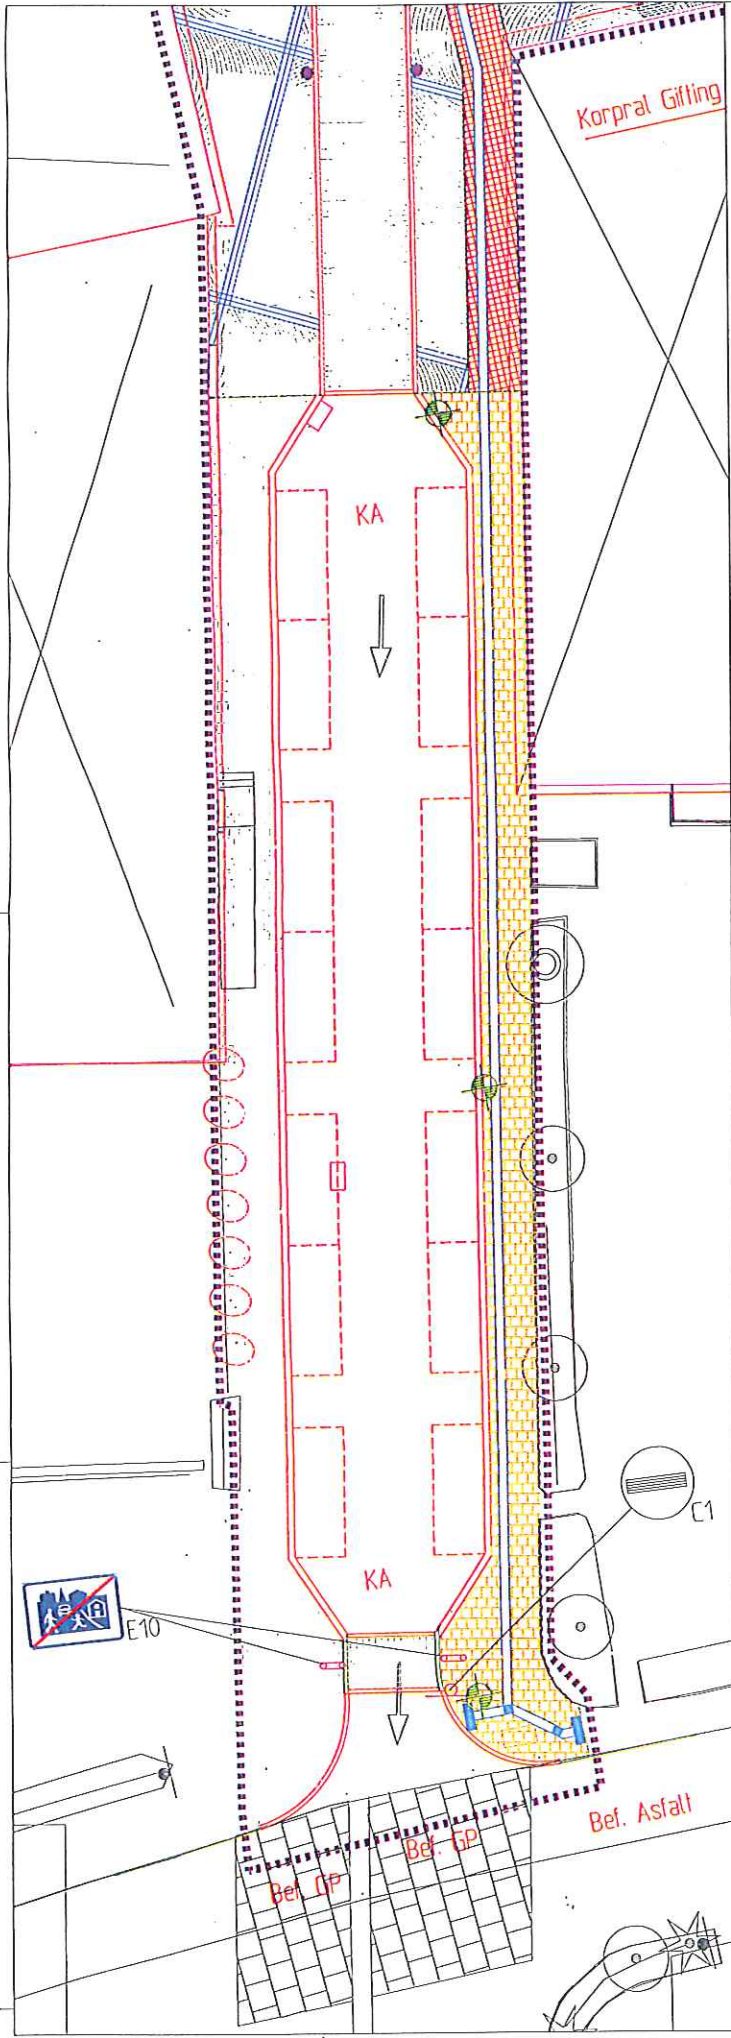 Korpral Gifting
KA
KA
C1
E10
Bef. Asfalt
Bef. GP
Bef. GP